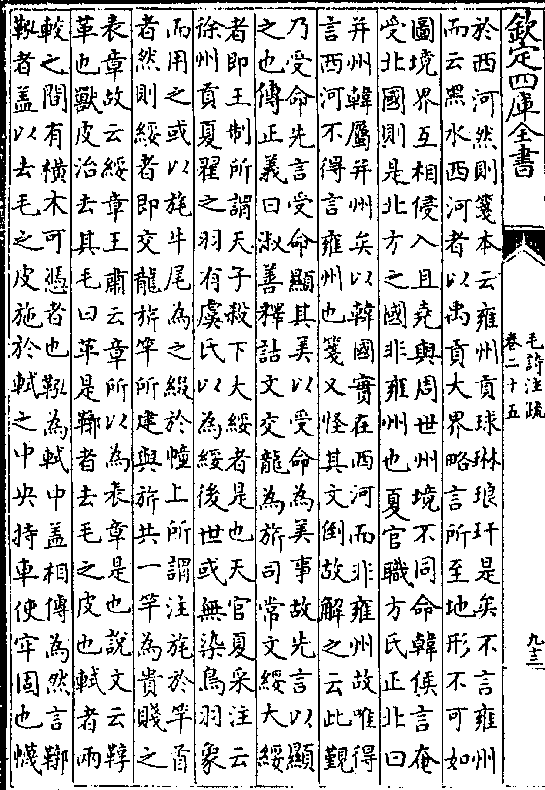 欽定四庫全書
毛詩注疏
卷二十五
九三
於西河然則箋本云雍州貢球琳琅玕是矣不言雍州
而云黑水西河者以禹貢大界略言所至地形不可如
圖境界互相侵入且堯與周世州境不同命韓侯言奄
受北國則是北方之國非雍州也夏官職方氏正北曰
并州韓屬并州矣以韓國實在西河而非雍州故唯得
言西河不得言雍州也箋又怪其文倒故解之云此覲
乃受命先言受命顯其美以受命為美事故先言以顯
之也傳正義曰淑善釋詁文交龍為旂司常文綏大綏
者即王制所謂天子殺下大綏者是也天官夏采注云
徐州貢夏翟之羽有虞氏以為綏後世或無染鳥羽象
而用之或以旄牛尾為之綴於幢上所謂注旄於竿首
者然則綏者即交龍旂竿所建與旂共一竿為貴賤之
表章故云綏章王肅云章所以為表章是也說文云鞟
革也獸皮治去其毛曰革是鞹者去毛之皮也軾者兩
較之間有橫木可憑者也鞃為軾中蓋相傳為然言鞹
鞃者蓋以去毛之皮施於軾之中央持車使牢固也幭